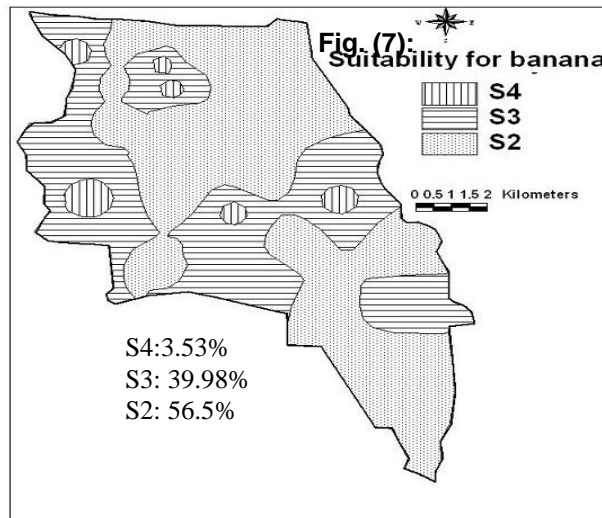 Fig. (7):
Suitability for banana
S4
S3
S2
0 0.5 1 1.5 2 Kilometers
S4:3.53%
S3: 39.98%
S2: 56.5%